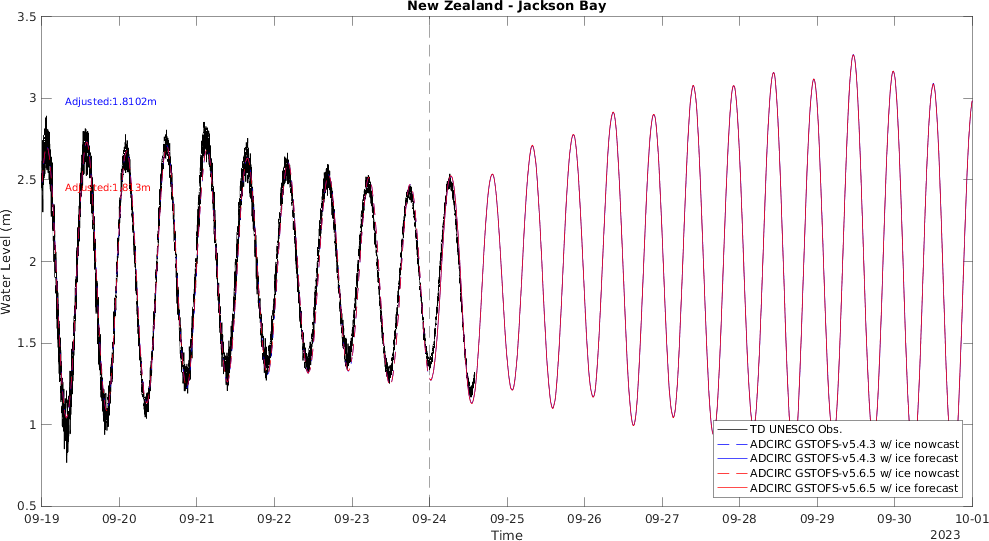 New Zealand - Jackson Bay
3.5
3
2.5
2
1.5
1
0.5
Water Level (m)
Adjusted:1.8102m
Adjusted:1.813m
TD UNESCO Obs.
ADCIRC GSTOFS-v5.4.3 w/ ice nowcast
ADCIRC GSTOFS-v5.4.3 w/ ice forecast
ADCIRC GSTOFS-v5.6.5 w/ ice nowcast
ADCIRC GSTOFS-v5.6.5 w/ ice forecast
09-19 09-20 09-21 09-22 09-23 09-24 09-25 09-26 09-27 09-28 09-29 09-30 10-01
Time
2023